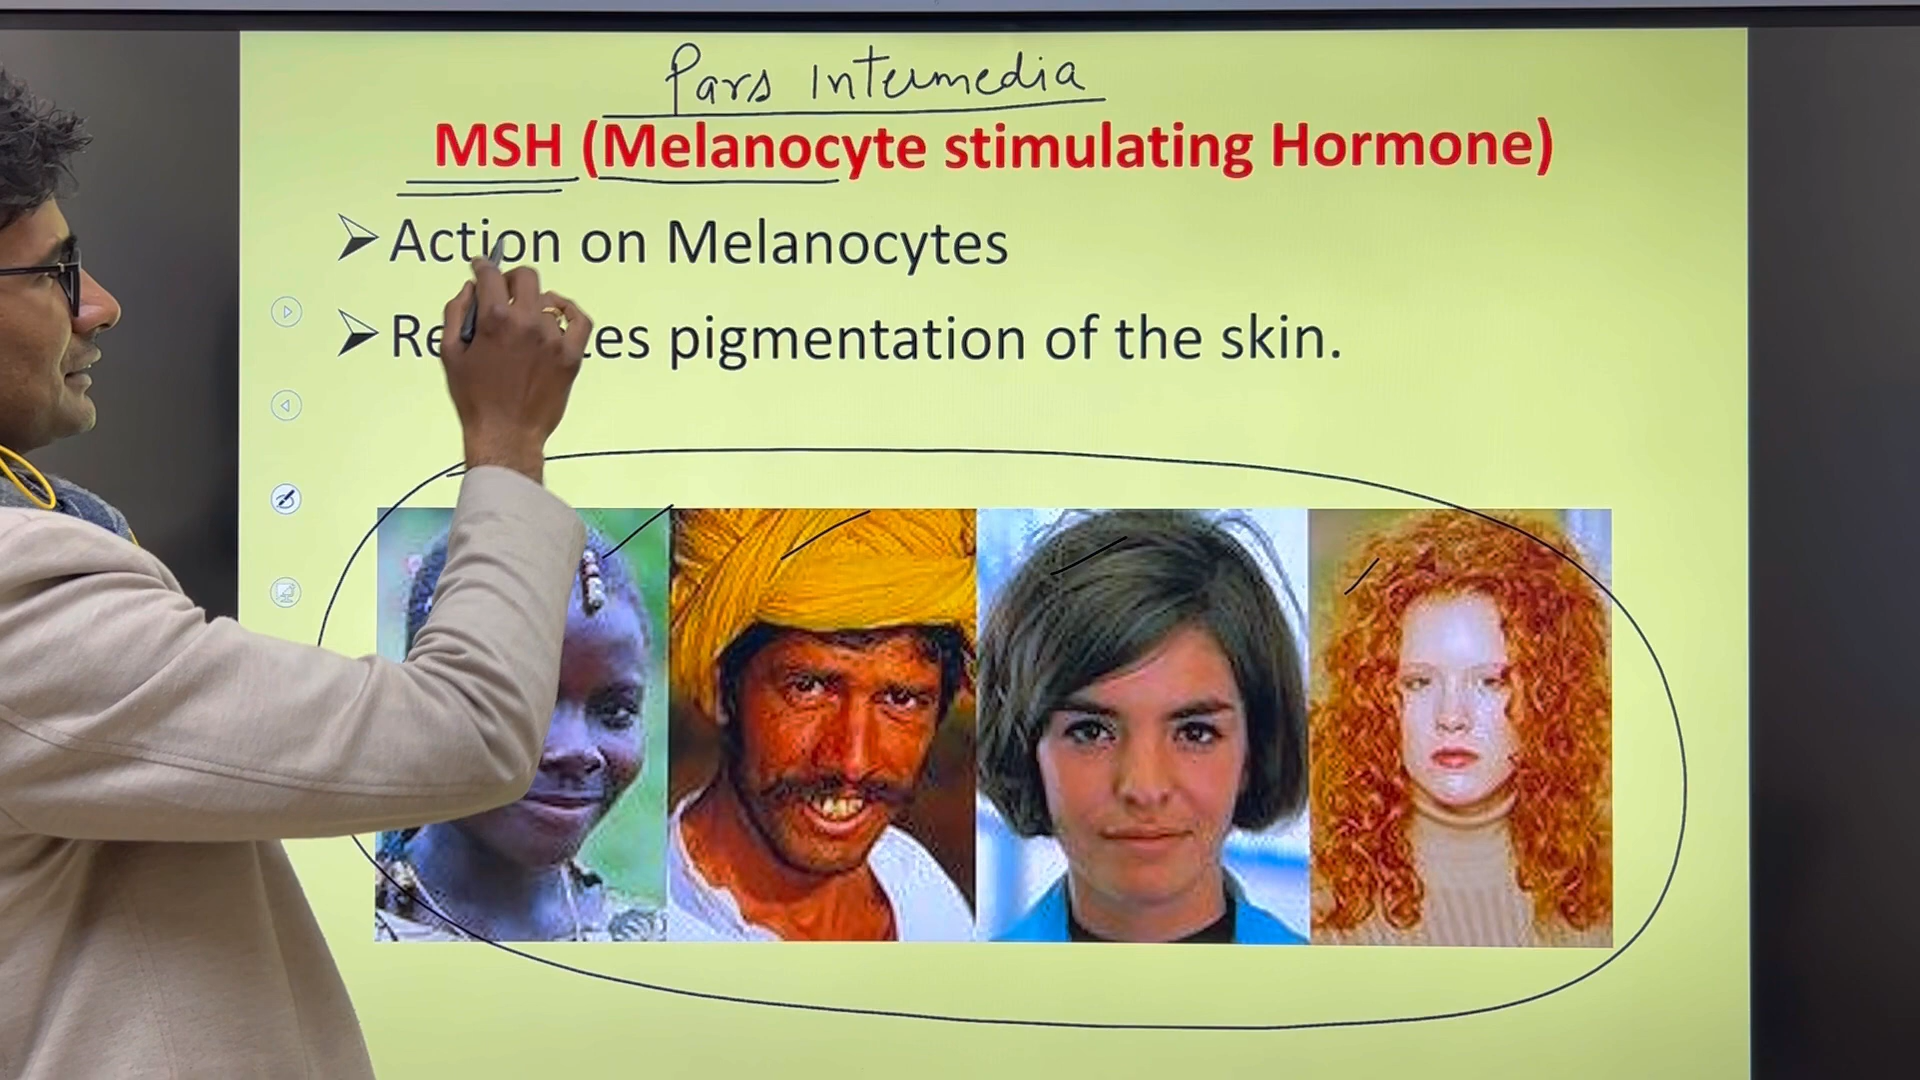 Pars Intermedia
MSH (Melanocyte stimulating Hormone)
Action on Melanocytes
pigmentation of the skin.